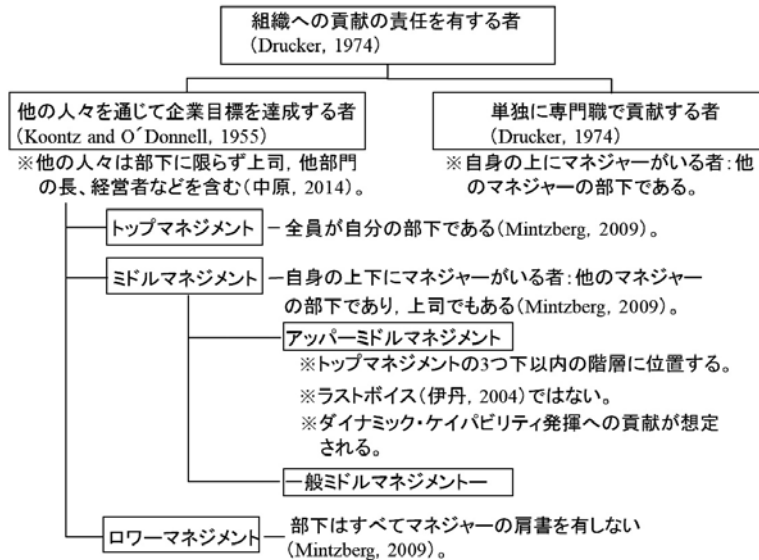 組織への貢献の責任を有する者
(Drucker, 1974)
他の人々を通じて企業目標を達成する者
(Koontz and O´Donnell, 1955)
単独に専門職で貢献する者
(Drucker, 1974)
※他の人々は部下に限らず上司，他部門
の長、経営者などを含む(中原, 2014)。
※自身の上にマネジャーがいる者：他
のマネジャーの部下である。
トップマネジメント
全員が自分の部下である(Mintzberg, 2009)。
ミドルマネジメント
自身の上下にマネジャーがいる者：他のマネジャー
の部下であり，上司でもある(Mintzberg, 2009)。
アッパーミドルマネジメント
※トップマネジメントの3つ下以内の階層に位置する。
※ラストボイス(伊丹, 2004)ではない。
※ダイナミック・ケイパビリティ発揮への貢献が想定
される。
一般ミドルマネジメントー
ロワーマネジメント
部下はすべてマネジャーの肩書を有しない
(Mintzberg, 2009)。